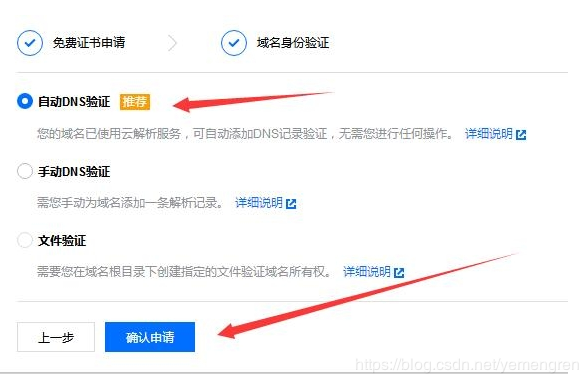 免费证书申请 域名身份验证
自动DNS验证 推荐
您的域名已使用云解析服务，可自动添加DNS记录验证，无需您进行任何操作。 详细说明
手动DNS验证
需您手动为域名添加一条解析记录。 详细说明
文件验证
需要您在域名根目录下创建指定的文件验证域名所有权。 详细说明
上一步 确认申请
https://blog.csdn.net/yemengren